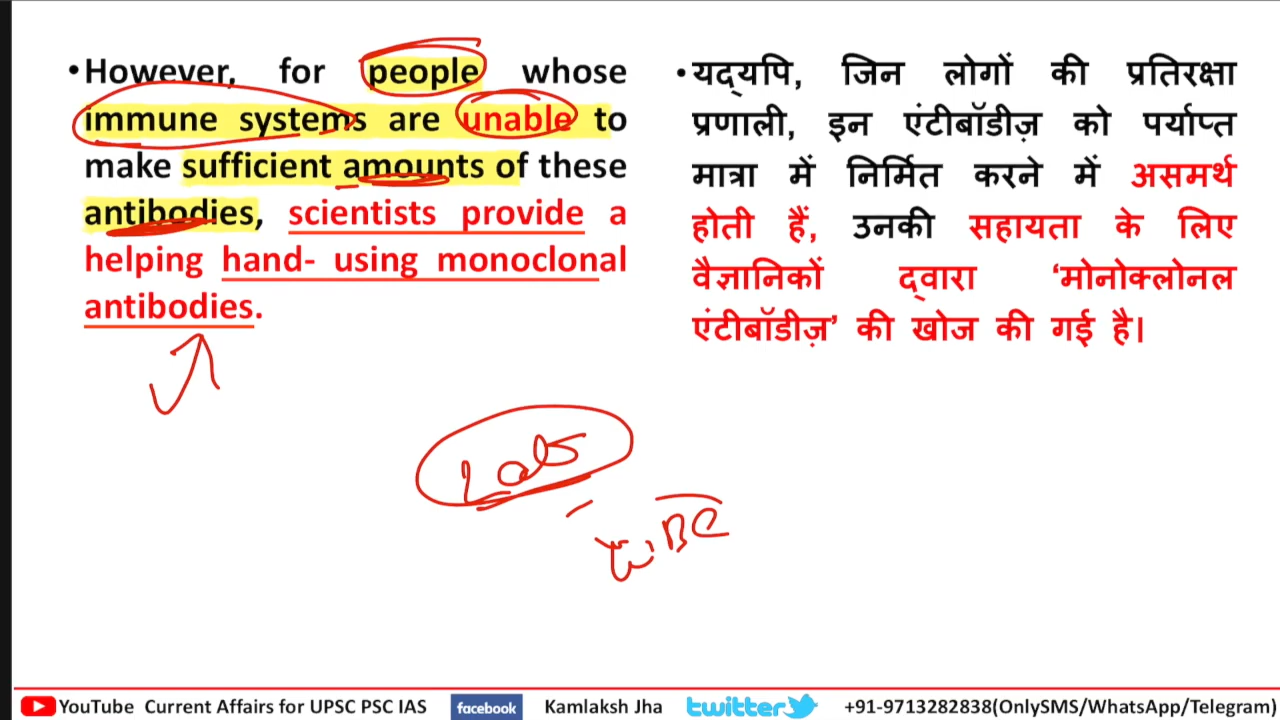 •However, for people whose
immune systems are unable to
make sufficient amounts of these
antibodies, scientists provide a
helping hand- using monoclonal
antibodies.
•यद्यपि, जिन लोगों की प्रतिरक्षा
प्रणाली, इन एंटीबॉडीज़ को पर्याप्त
मात्रा में निर्मित करने में असमर्थ
होती हैं, उनकी सहायता के लिए
वैज्ञानिकों द्वारा ‘मोनोक्लोनल
एंटीबॉडीज़’ की खोज की गई है।
Lab
WBC
YouTube Current Affairs for UPSC PSC IAS facebook Kamlaksh Jha twitter +91-9713282838(OnlySMS/WhatsApp/Telegram)